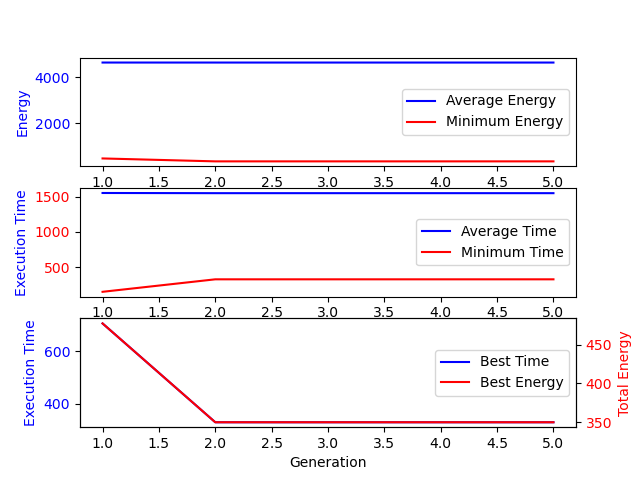 Energy
4000
2000
Average Energy
Minimum Energy
1.0 1.5 2.0 2.5 3.0 3.5 4.0 4.5 5.0
Execution Time
1500
1000
500
Average Time
Minimum Time
1.0 1.5 2.0 2.5 3.0 3.5 4.0 4.5 5.0
Execution Time
600
400
Best Time
Best Energy
450
400
350
Total Energy
1.0 1.5 2.0 2.5 3.0 3.5 4.0 4.5 5.0
Generation